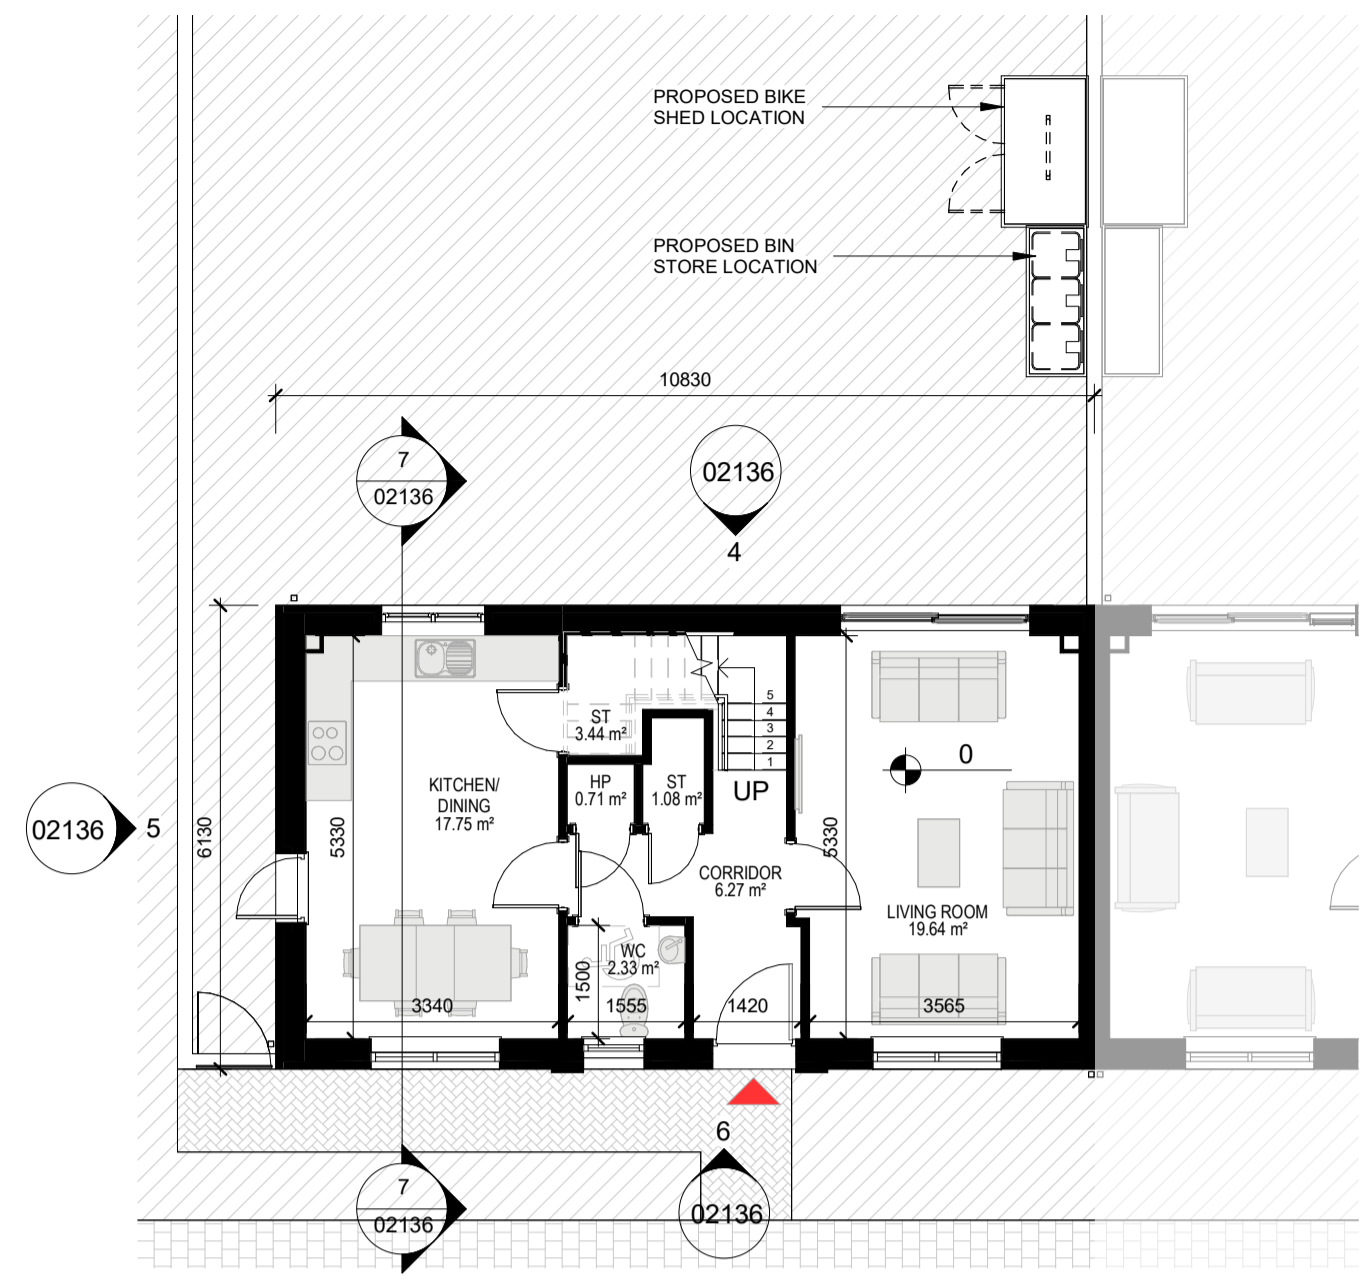 PROPOSED BIKE
SHED LOCATION
PROPOSED BIN
STORE LOCATION
10830
7
02136
02136
4
02136
5
6130
5330
KITCHEN/
DINING
17.75 m²
ST
3.44 m²
HP
0.71 m²
ST
1.08 m²
5
4
3
2
1
UP
0
CORRIDOR
6.27 m²
5330
LIVING ROOM
19.64 m²
WC
2.33 m²
1500
3340
1555
1420
3565
6
02136
7
02136